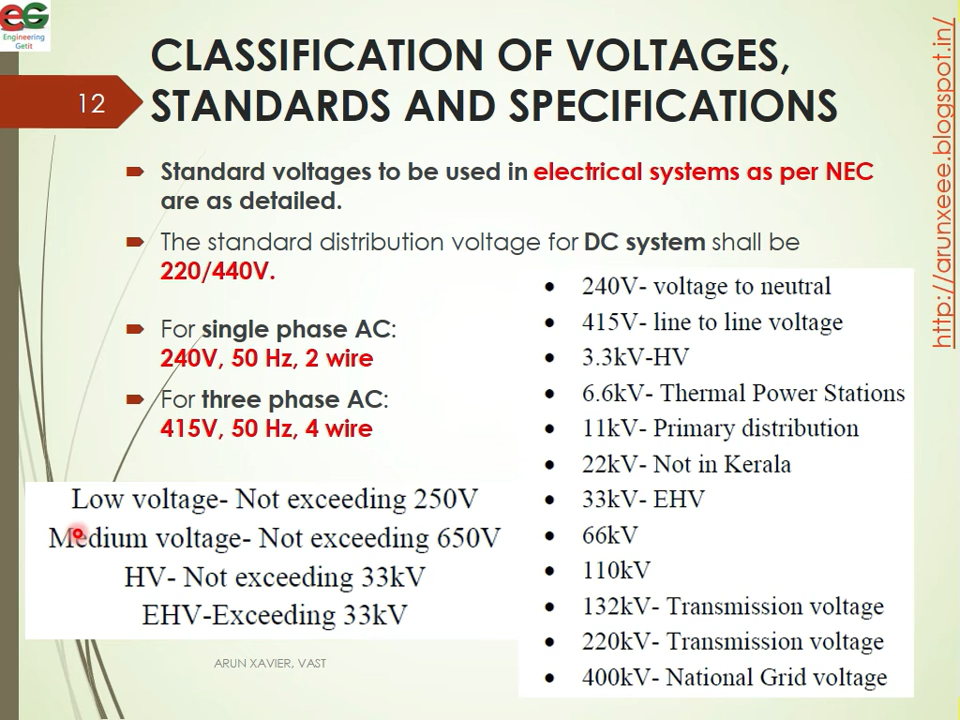 EG
Engineering
Getit
CLASSIFICATION OF VOLTAGES,
STANDARDS AND SPECIFICATIONS
12
http://arunxeee.blogspot.in/
Standard voltages to be used in electrical systems as per NEC
are as detailed.
The standard distribution voltage for DC system shall be
220/440V.
For single phase AC:
240V, 50 Hz, 2 wire
For three phase AC:
415V, 50 Hz, 4 wire
Low voltage- Not exceeding 250V
Medium voltage- Not exceeding 650V
HV- Not exceeding 33kV
EHV-Exceeding 33kV
240V- voltage to neutral
415V- line to line voltage
3.3kV-HV
6.6kV- Thermal Power Stations
11kV- Primary distribution
22kV- Not in Kerala
33kV- EHV
66kV
110kV
132kV- Transmission voltage
220kV- Transmission voltage
400kV- National Grid voltage
ARUN XAVIER, VAST